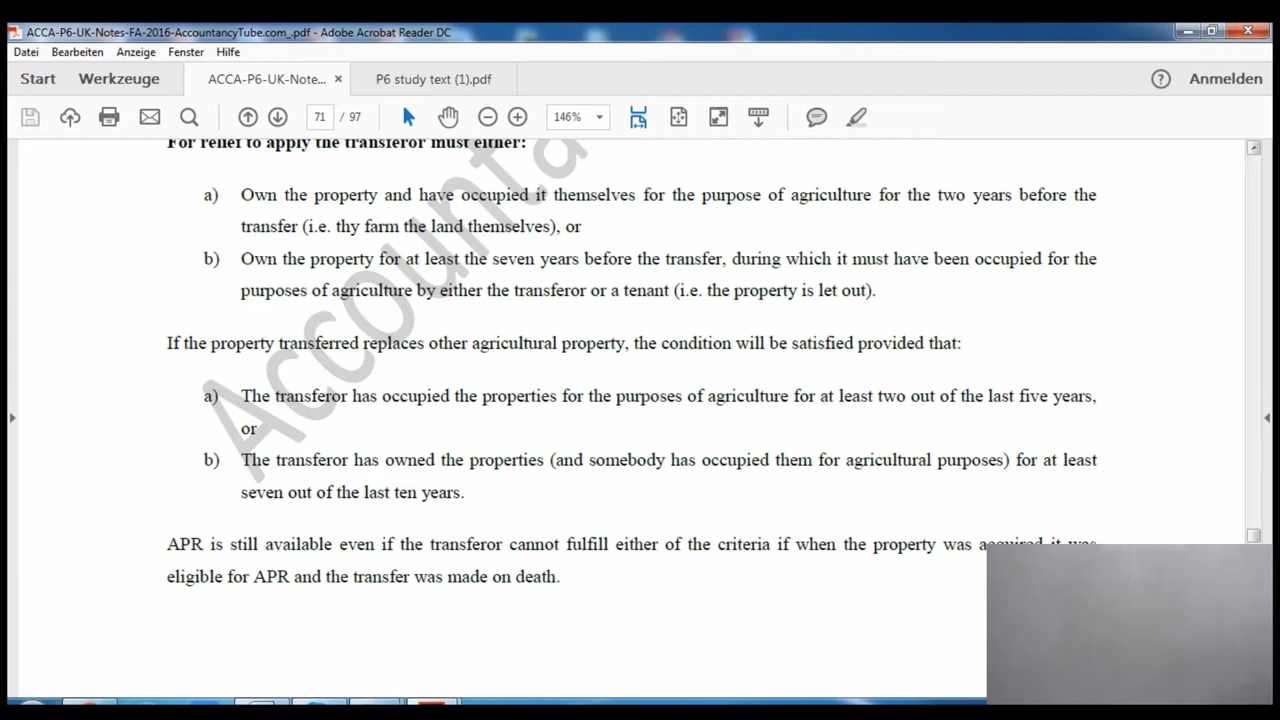 ACCA-P6-UK-Notes-FA-2016-AccountancyTube.com_.pdf - Adobe Acrobat Reader DC
Datei Bearbeiten Anzeige Fenster Hilfe
Start Werkzeuge ACCA-P6-UK-Note... × P6 study text (1).pdf ? Anmelden
71 / 97 146%
For relief to apply the transferor must either:
a) Own the property and have occupied it themselves for the purpose of agriculture for the two years before the
transfer (i.e. thy farm the land themselves), or
b) Own the property for at least the seven years before the transfer, during which it must have been occupied for the
purposes of agriculture by either the transferor or a tenant (i.e. the property is let out).
If the property transferred replaces other agricultural property, the condition will be satisfied provided that:
a) The transferor has occupied the properties for the purposes of agriculture for at least two out of the last five years,
or
b) The transferor has owned the properties (and somebody has occupied them for agricultural purposes) for at least
seven out of the last ten years.
APR is still available even if the transferor cannot fulfill either of the criteria if when the property was acquired it was
eligible for APR and the transfer was made on death.
Accounta